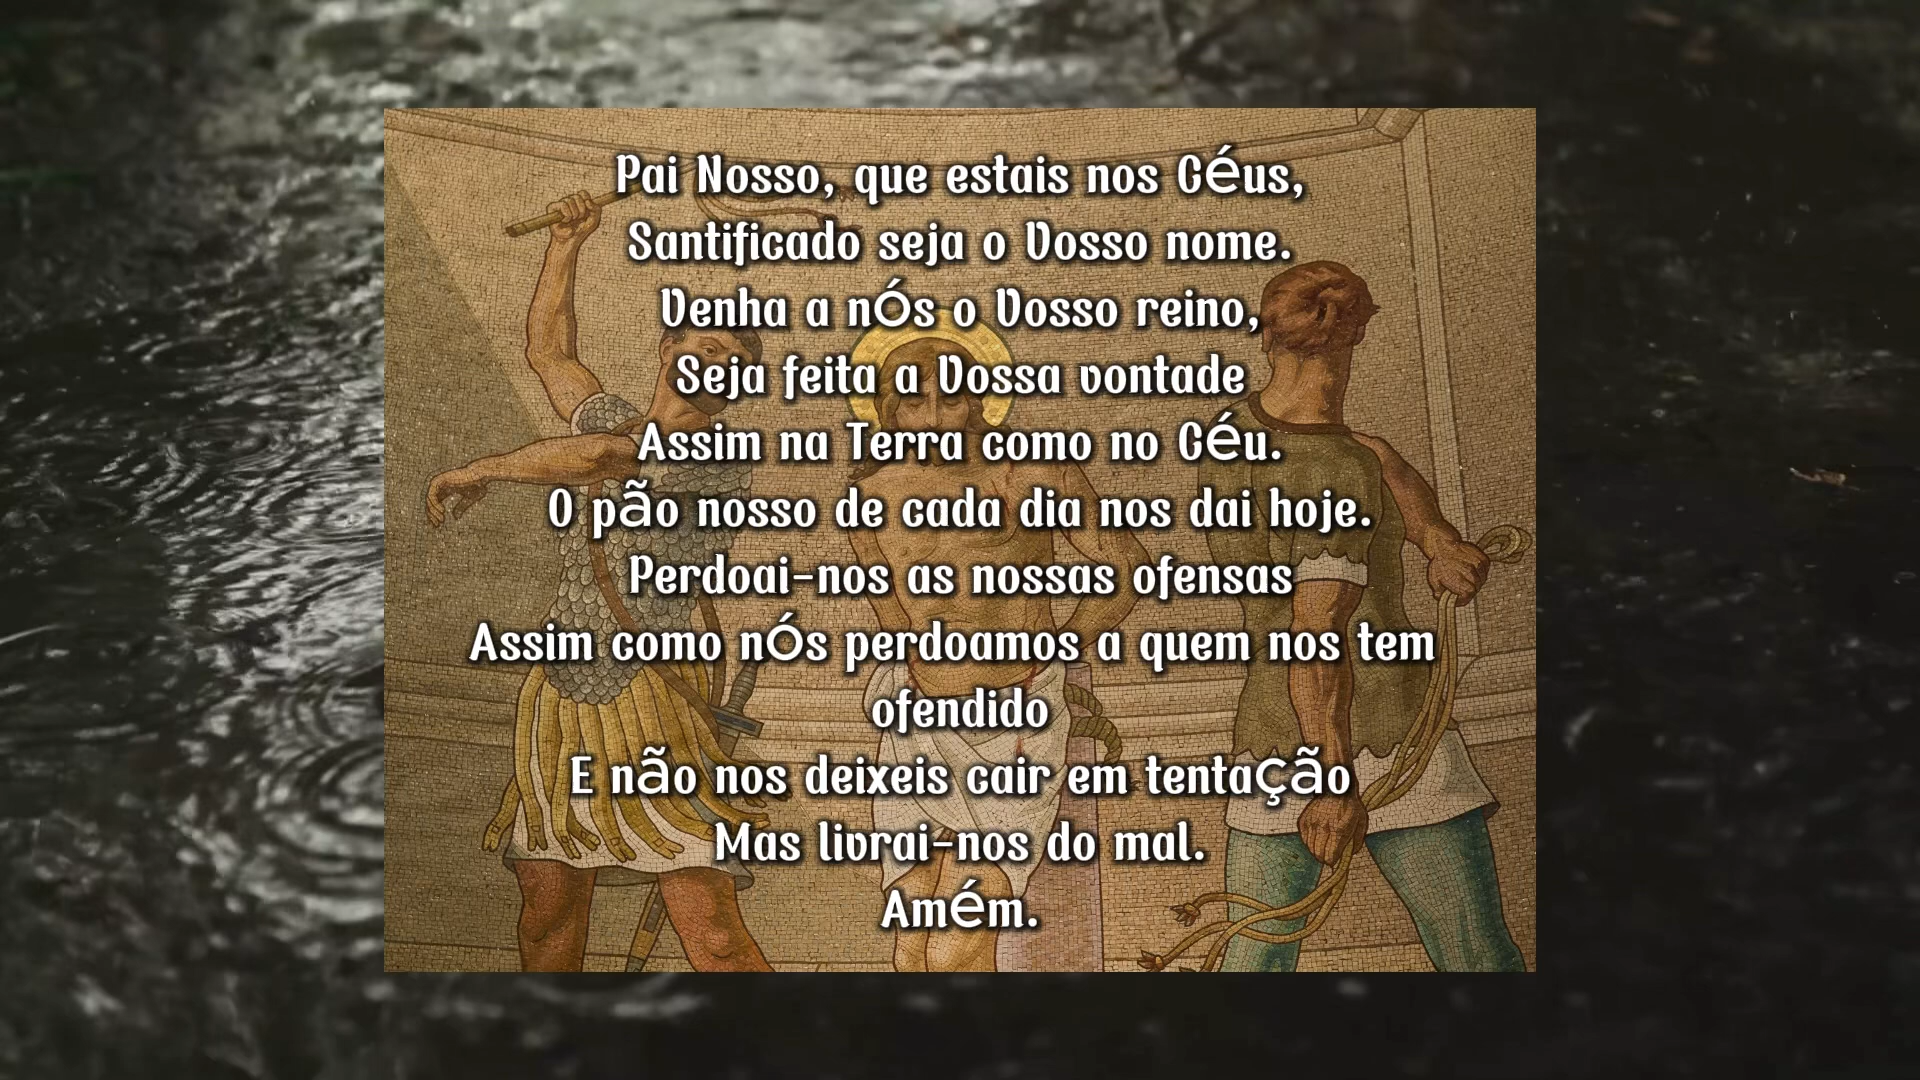 Pai Nosso, que estais nos Céus,
Santificado seja o Vosso nome.
Venha a nós o Vosso reino,
Seja feita a Vossa vontade
Assim na Terra como no Céu.
O pão nosso de cada dia nos dai hoje.
Perdoai-nos as nossas ofensas
Assim como nós perdoamos a quem nos tem
ofendido
E não nos deixeis cair em tentação
Mas livrai-nos do mal.
Amém.